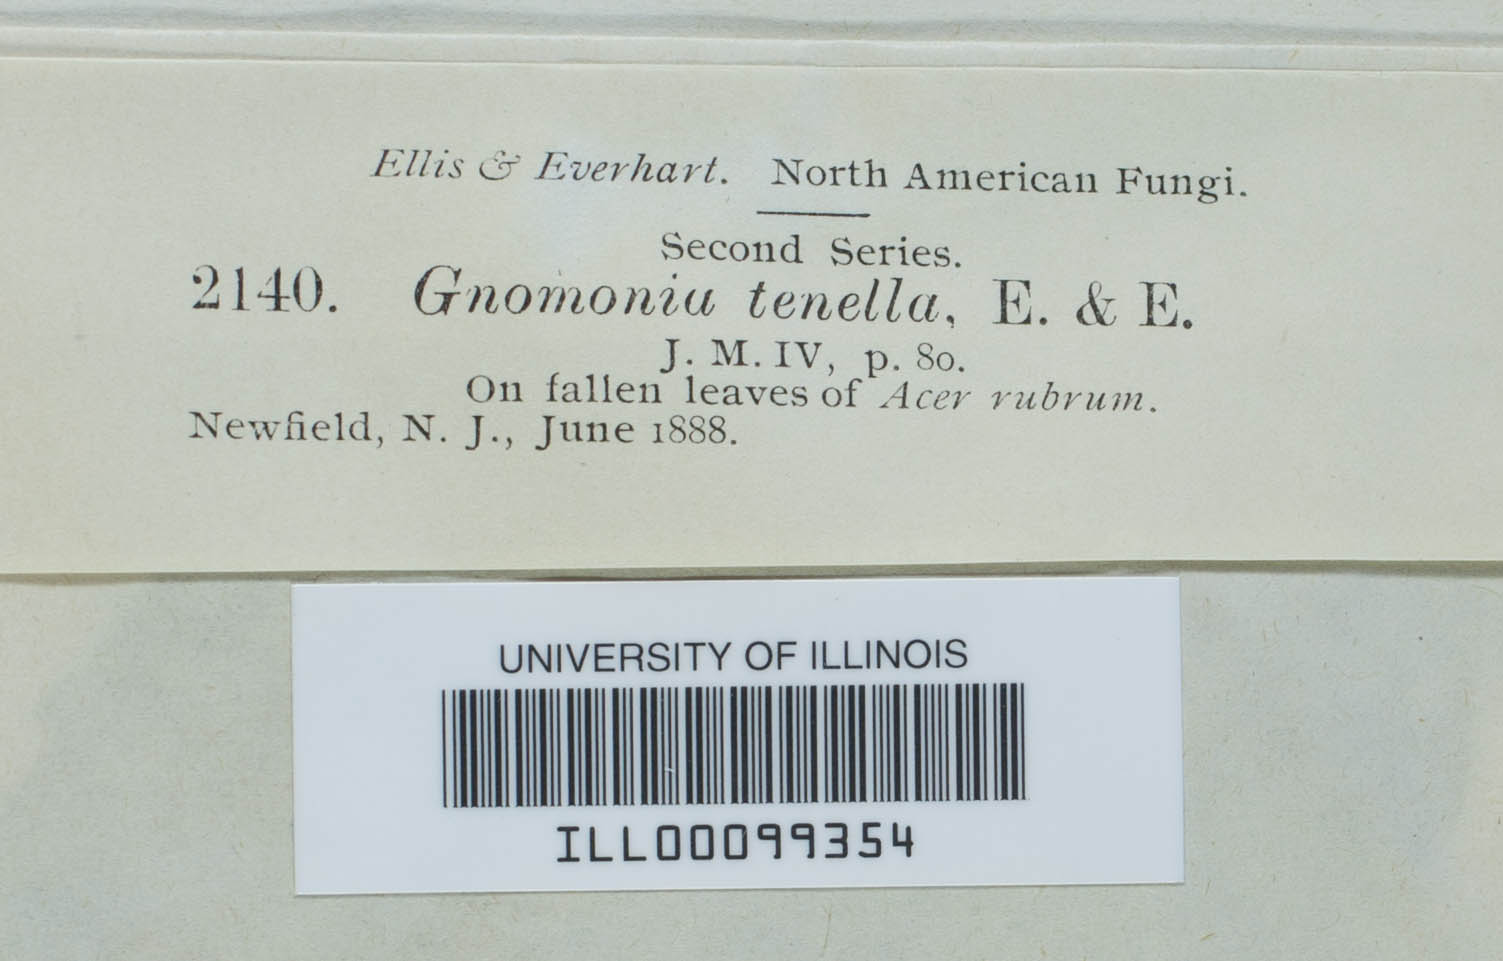 Ellis & Everhart. North American Fungi.
Second Series.
2140. Gnomonia tenella, E. & E.
J. M. IV, p. 80.
On fallen leaves of Acer rubrum.
Newfield, N. J., June 1888.
UNIVERSITY OF ILLINOIS
ILL00099354